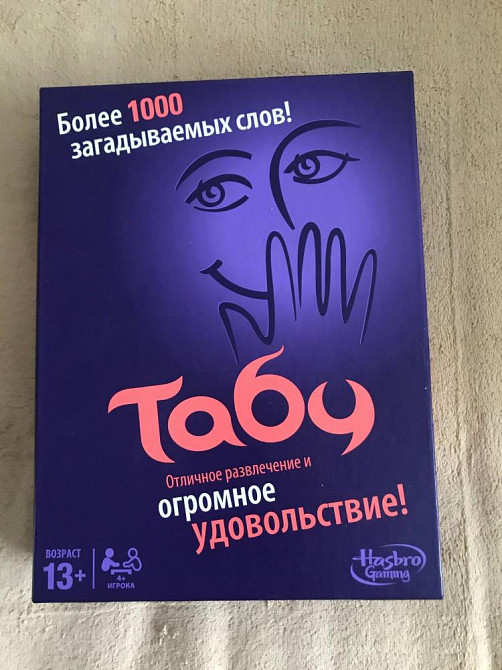 Более 1000
загадываемых слов!
Табу
Отличное развлечение и
огромное
удовольствие!
ВОЗРАСТ
13+
4+
ИГРОКА
Hasbro
Gaming